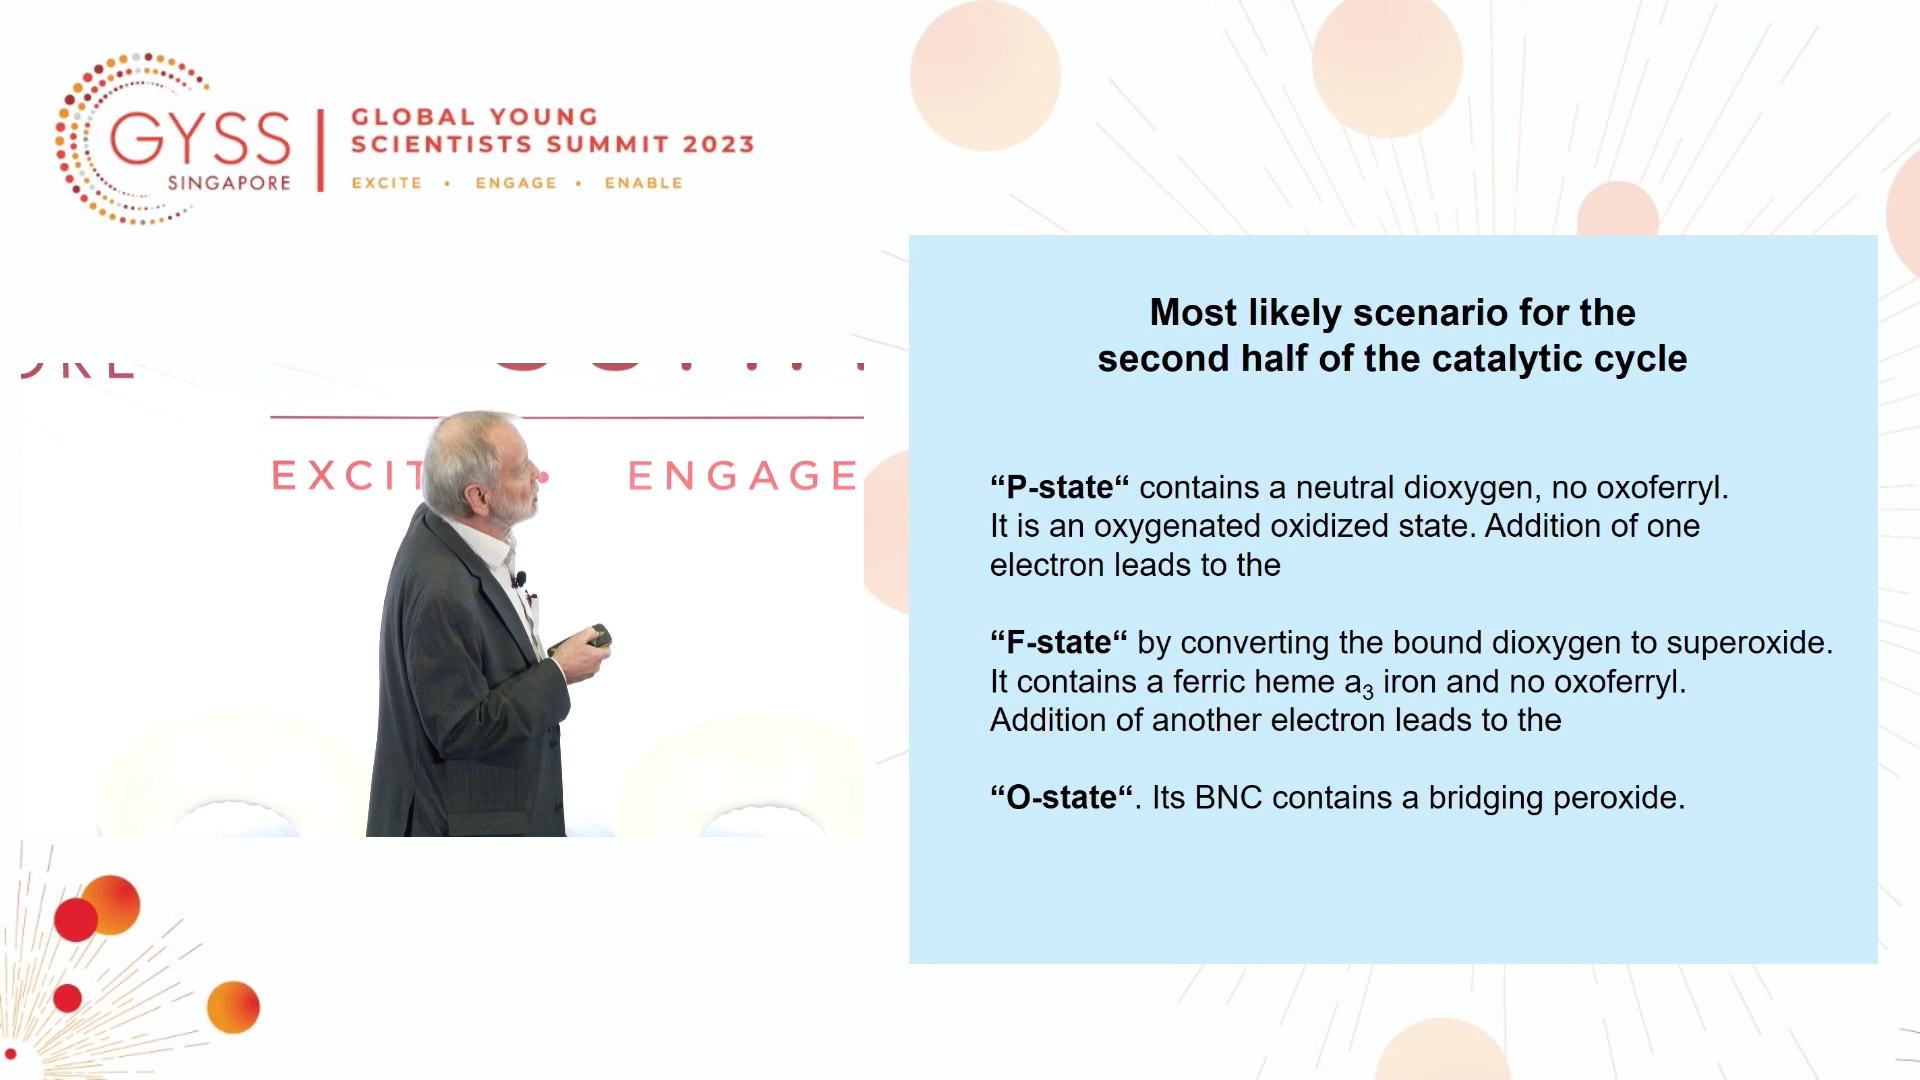 GYSS
SINGAPORE
GLOBAL YOUNG
SCIENTISTS SUMMIT 2023
EXCITE • ENGAGE • ENABLE
EXCIT • ENGAGE
Most likely scenario for the
second half of the catalytic cycle
“P-state“ contains a neutral dioxygen, no oxoferryl.
It is an oxygenated oxidized state. Addition of one
electron leads to the
“F-state“ by converting the bound dioxygen to superoxide.
It contains a ferric heme a₃ iron and no oxoferryl.
Addition of another electron leads to the
“O-state“. Its BNC contains a bridging peroxide.